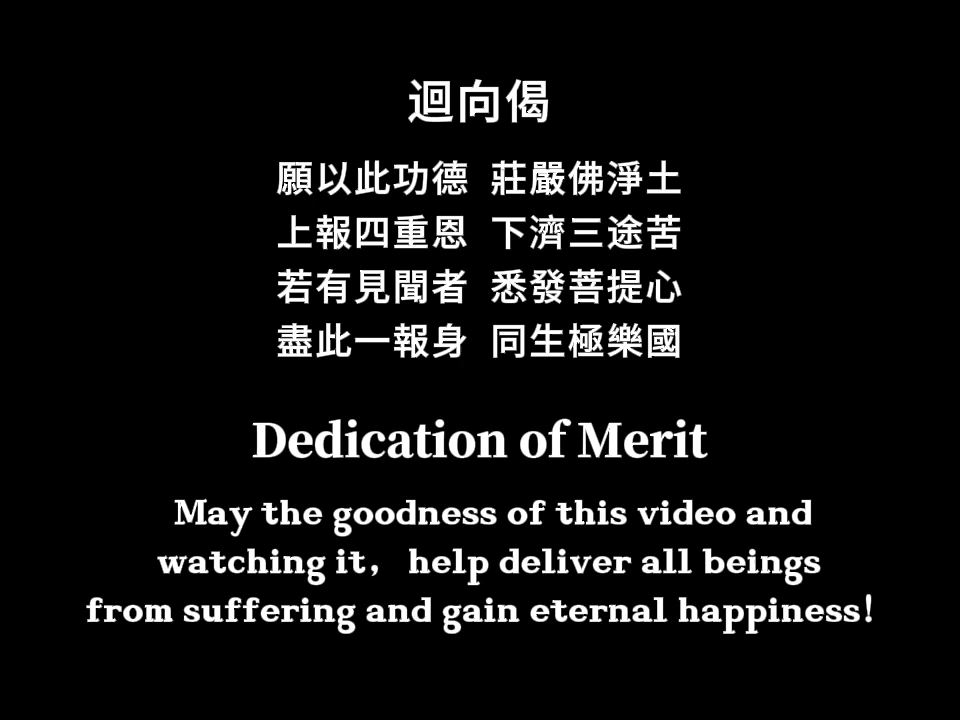 迴向偈
願以此功德 莊嚴佛淨土
上報四重恩 下濟三途苦
若有見聞者 悉發菩提心
盡此一報身 同生極樂國
Dedication of Merit
May the goodness of this video and
watching it, help deliver all beings
from suffering and gain eternal happiness!